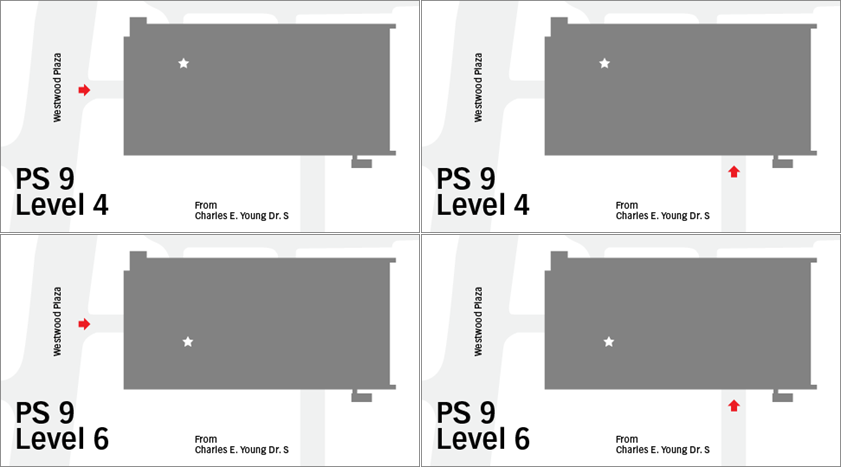 Westwood Plaza
PS 9
Level 4
From
Charles E. Young Dr. S
Westwood Plaza
PS 9
Level 4
From
Charles E. Young Dr. S
Westwood Plaza
PS 9
Level 6
From
Charles E. Young Dr. S
Westwood Plaza
PS 9
Level 6
From
Charles E. Young Dr. S